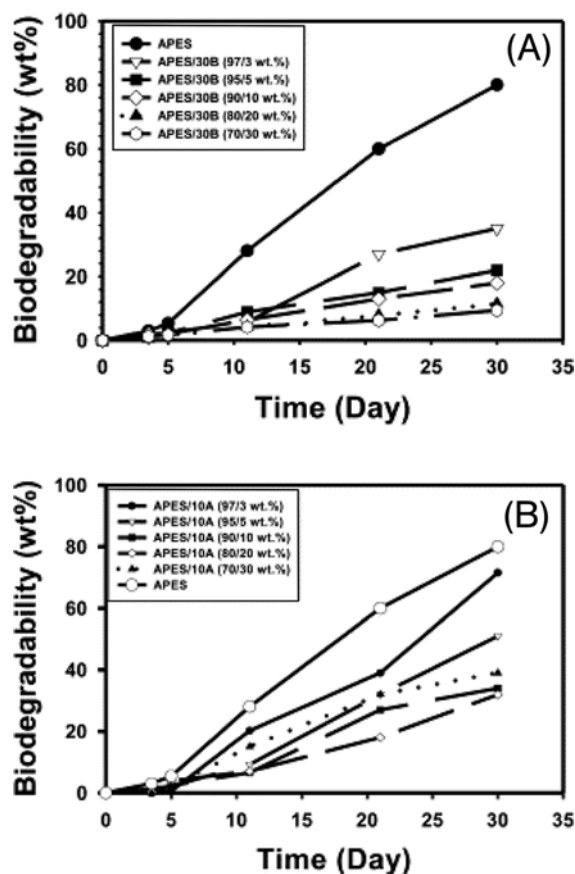 (A)
APES
APES/30B (97/3 wt.%)
APES/30B (95/5 wt.%)
APES/30B (90/10 wt.%)
APES/30B (80/20 wt.%)
APES/30B (70/30 wt.%)
Biodegradability (wt%)
100
80
60
40
20
0
0 5 10 15 20 25 30 35
Time (Day)
(B)
APES/10A (97/3 wt.%)
APES/10A (95/5 wt.%)
APES/10A (90/10 wt.%)
APES/10A (80/20 wt.%)
APES/10A (70/30 wt.%)
APES
Biodegradability (wt%)
100
80
60
40
20
0
0 5 10 15 20 25 30 35
Time (Day)